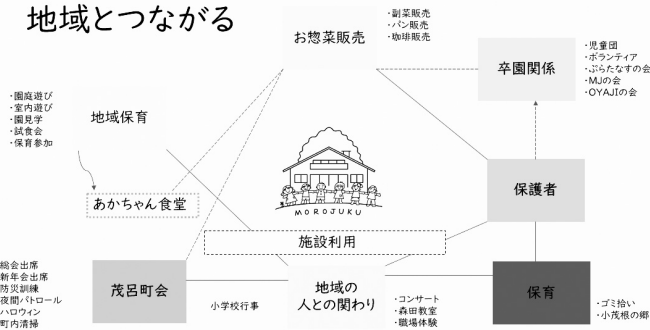 地域とつながる
お惣菜販売
・副菜販売
・パン販売
・珈琲販売
卒園関係
・児童団
・ボランティア
・ぷらたなすの会
・MJの会
・OYAJIの会
・園庭遊び
・室内遊び
・園見学
・試食会
・保育参加
地域保育
あかちゃん食堂
MOROJUKU
保護者
施設利用
総会出席
新年会出席
防災訓練
夜間パトロール
ハロウィン
町内清掃
茂呂町会
小学校行事
地域の
人との関わり
・コンサート
・森田教室
・職場体験
保育
・ゴミ拾い
・小茂根の郷